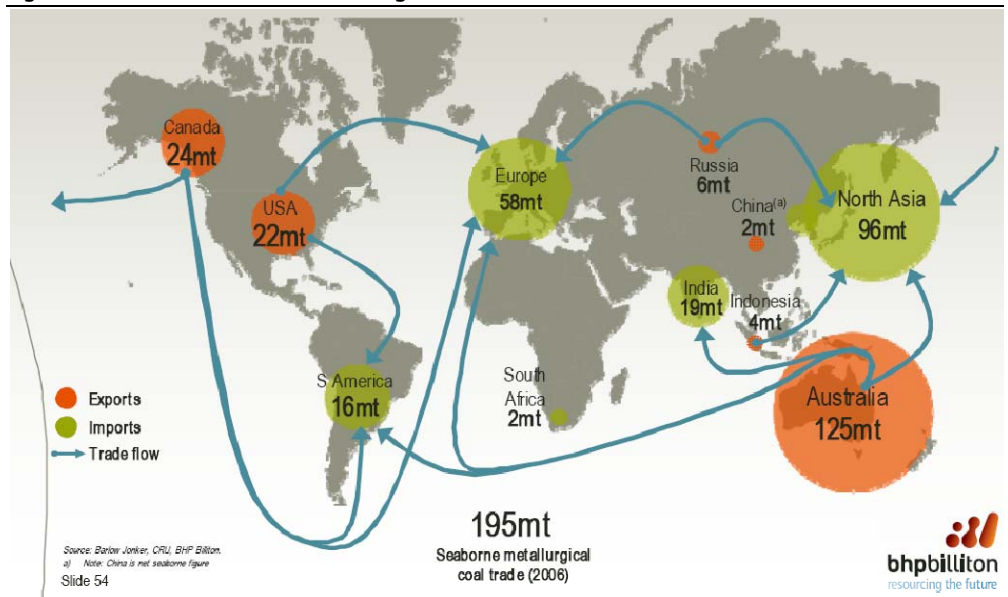 Canada
24mt
USA
22mt
Europe
58mt
Russia
6mt
China(a)
2mt
North Asia
96mt
India
19mt
Indonesia
4mt
S America
16mt
South
Africa
2mt
Australia
125mt
Exports
Imports
Trade flow
195mt
Seaborne metallurgical
coal trade (2006)
Source: Barlow Jonker, CRU, BHP Billiton.
a) Note: China is net seaborne figure
Slide 54
bhpbilliton
resourcing the future